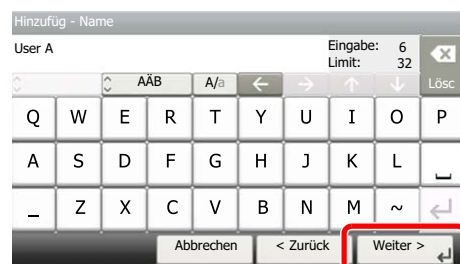 Hinzufüg - Name
User A
Eingabe: 6
Limit: 32
AÄB A/a Lösc
Q W E R T Y U I O P
A S D F G H J K L
_ Z X C V B N M ~
Abbrechen < Zurück Weiter >